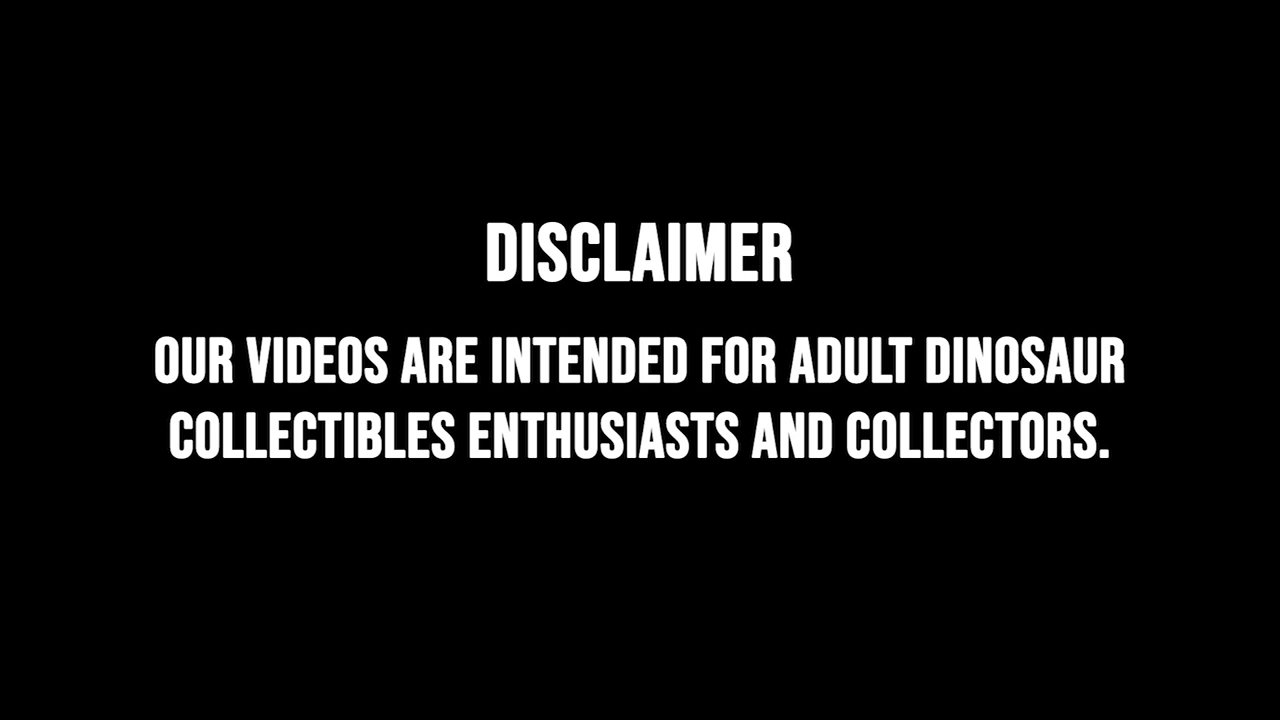 DISCLAIMER
OUR VIDEOS ARE INTENDED FOR ADULT DINOSAUR
COLLECTIBLES ENTHUSIASTS AND COLLECTORS.